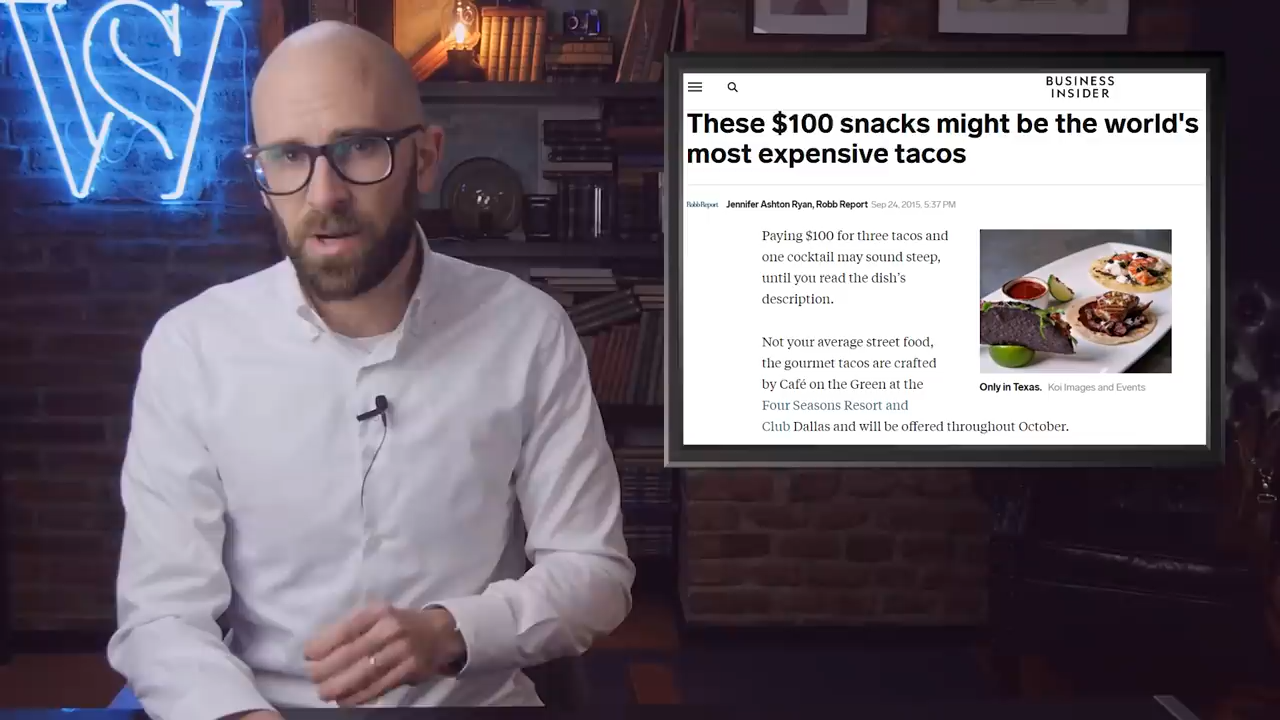 WS
BUSINESS
INSIDER
These $100 snacks might be the world's
most expensive tacos
Robb Report Jennifer Ashton Ryan, Robb Report Sep 24, 2015, 5:37 PM
Paying $100 for three tacos and
one cocktail may sound steep,
until you read the dish's
description.
Not your average street food,
the gourmet tacos are crafted
by Café on the Green at the
Four Seasons Resort and
Club Dallas and will be offered throughout October.
Only in Texas. Koi Images and Events